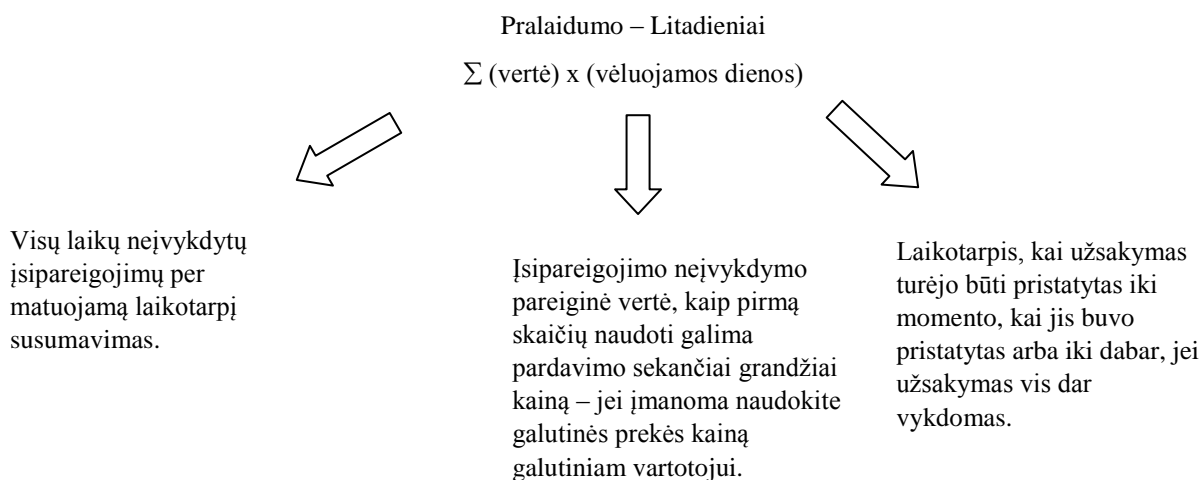 Pralaidumo – Litadieniai
∑ (vertė) x (vėluojamos dienos)
Visų laikų neįvykdytų
įsipareigojimų per
matuojamą laikotarpį
susumavimas.
Įsipareigojimo neįvykdymo
pareiginė vertė, kaip pirmą
skaičių naudoti galima
pardavimo sekančiai grandžiai
kainą – jei įmanoma naudokite
galutinės prekės kainą
galutiniam vartotojui.
Laikotarpis, kai užsakymas
turėjo būti pristatytas iki
momento, kai jis buvo
pristatytas arba iki dabar, jei
užsakymas vis dar
vykdomas.